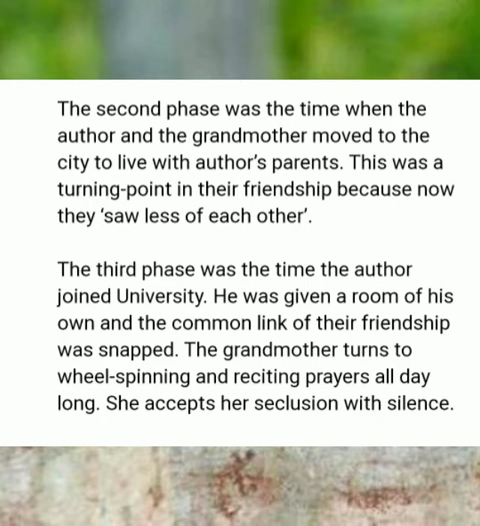 The second phase was the time when the
author and the grandmother moved to the
city to live with author’s parents. This was a
turning-point in their friendship because now
they ‘saw less of each other’.
The third phase was the time the author
joined University. He was given a room of his
own and the common link of their friendship
was snapped. The grandmother turns to
wheel-spinning and reciting prayers all day
long. She accepts her seclusion with silence.